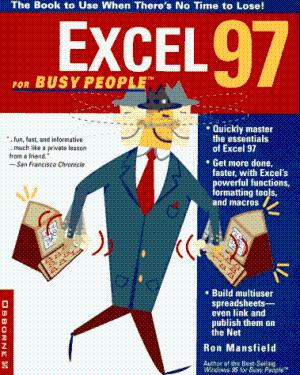 The Book to Use When There's No Time to Lose!
EXCEL 97
FOR BUSY PEOPLE™
"...fun, fast, and informative
...much like a private lesson
from a friend."
— San Francisco Chronicle
• Quickly master
the essentials
of Excel 97
• Get more done,
faster, with Excel's
powerful functions,
formatting tools,
and macros
• Build multiuser
spreadsheets—
even link and
publish them on
the Net
Ron Mansfield
Author of the Best-Selling
Windows 95 for Busy People™
OSBORNE